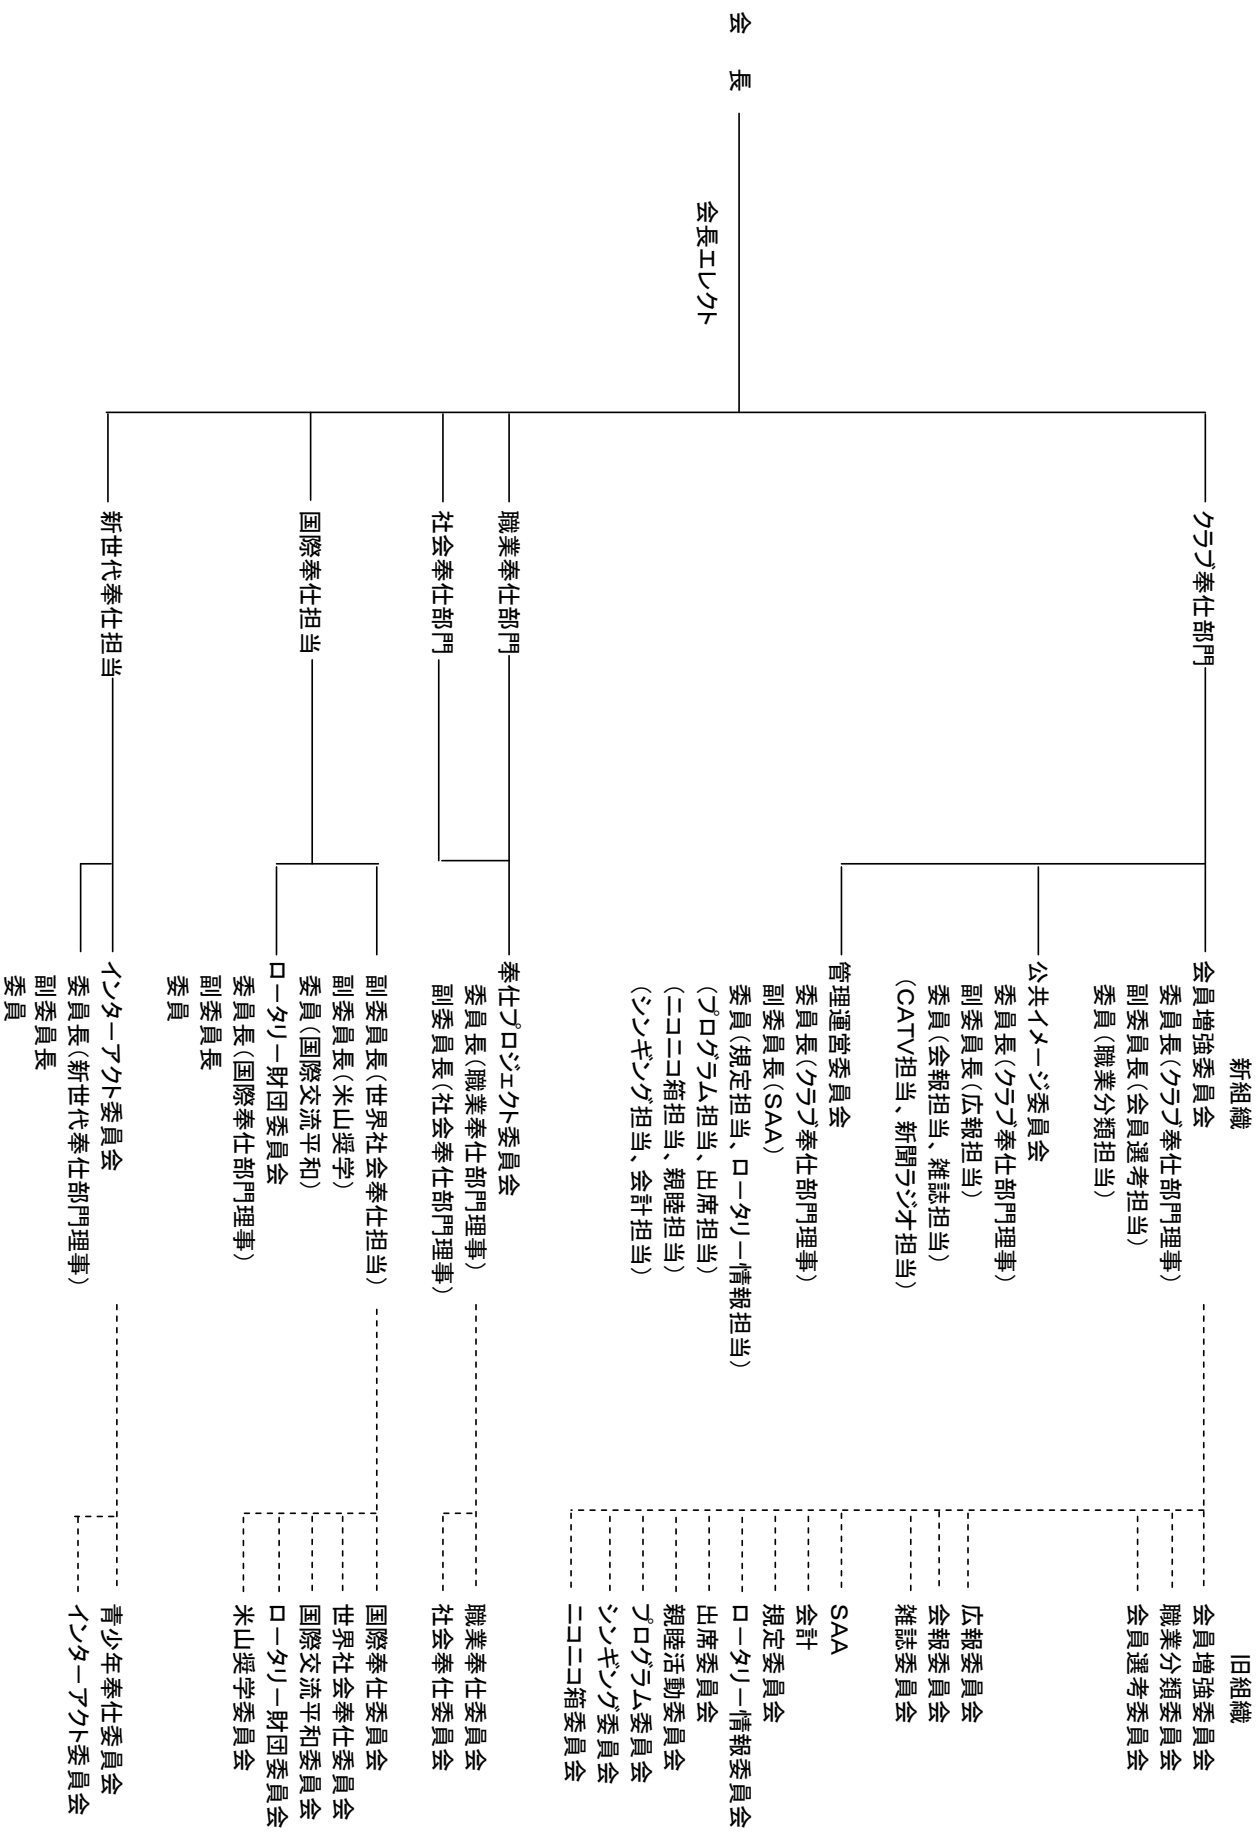 新組織
旧組織
会　長
会長エレクト
クラブ奉仕部門
会員増強委員会
委員長（クラブ奉仕部門理事）
副委員長（会員選考担当）
委員（職業分類担当）
公共イメージ委員会
委員長（クラブ奉仕部門理事）
副委員長（広報担当）
委員（会報担当、雑誌担当）
（CATV担当、新聞ラジオ担当）
管理運営委員会
委員長（クラブ奉仕部門理事）
副委員長（SAA）
委員（規定担当、ロータリー情報担当）
（プログラム担当、出席担当）
（ニコニコ箱担当、親睦担当）
（シンギング担当、会計担当）
職業奉仕部門
社会奉仕部門
奉仕プロジェクト委員会
委員長（職業奉仕部門理事）
副委員長（社会奉仕部門理事）
国際奉仕担当
副委員長（世界社会奉仕担当）
副委員長（米山奨学）
委員（国際交流平和）
ロータリー財団委員会
委員長（国際奉仕部門理事）
副委員長
委員
新世代奉仕担当
インターアクト委員会
委員長（新世代奉仕部門理事）
副委員長
委員
会員増強委員会
職業分類委員会
会員選考委員会
広報委員会
会報委員会
雑誌委員会
SAA
会計
規定委員会
ロータリー情報委員会
出席委員会
親睦活動委員会
プログラム委員会
シンギング委員会
ニコニコ箱委員会
職業奉仕委員会
社会奉仕委員会
国際奉仕委員会
世界社会奉仕委員会
国際交流平和委員会
ロータリー財団委員会
米山奨学委員会
青少年奉仕委員会
インターアクト委員会